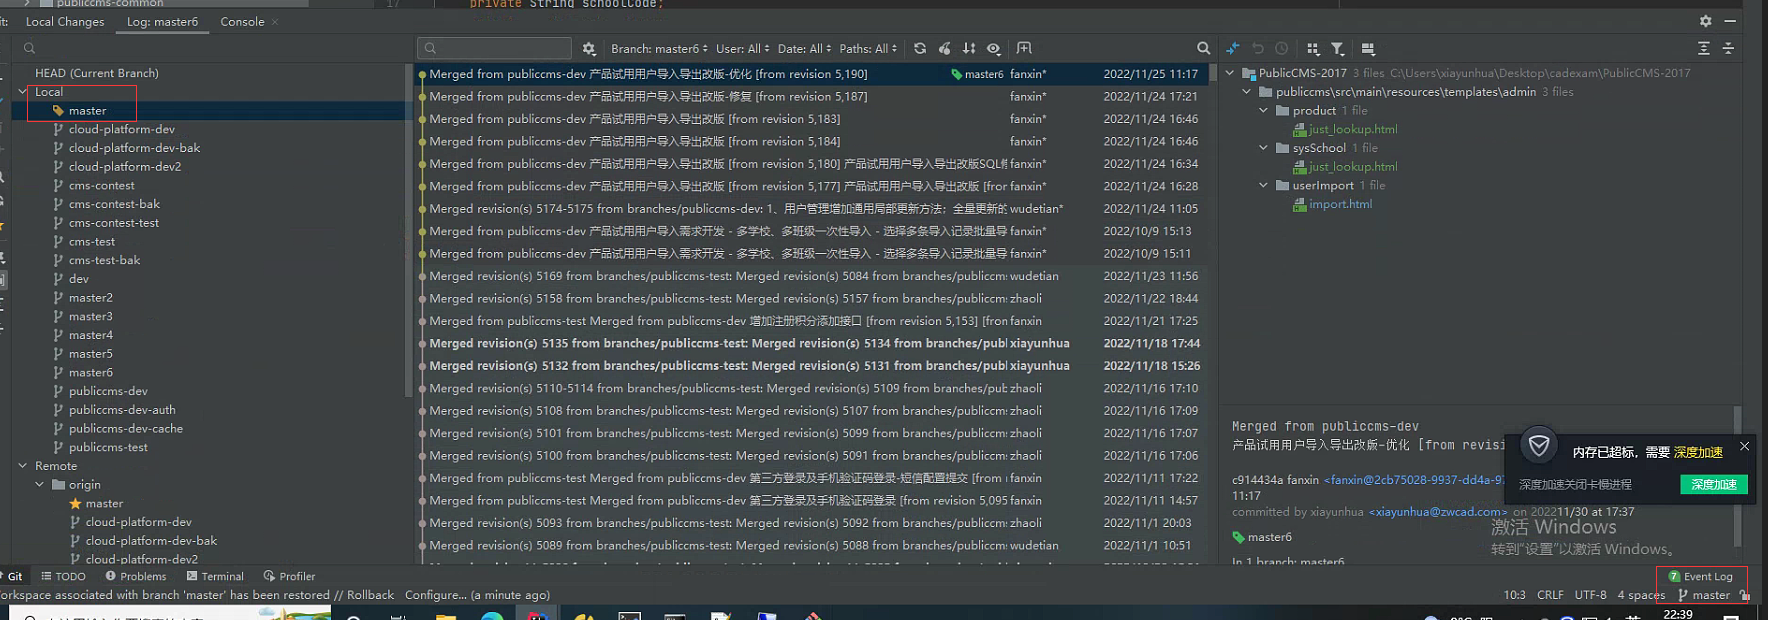 publiccms-common
17 private String schoolCode;
it: Local Changes Log: master6 Console ×
Branch: master6 User: All Date: All Paths: All
HEAD (Current Branch)
Local
master
cloud-platform-dev
cloud-platform-dev-bak
cloud-platform-dev2
cms-contest
cms-contest-bak
cms-contest-test
cms-test
cms-test-bak
dev
master2
master3
master4
master5
master6
publiccms-dev
publiccms-dev-auth
publiccms-dev-cache
publiccms-test
Remote
origin
master
cloud-platform-dev
cloud-platform-dev-bak
cloud-platform-dev2
Merged from publiccms-dev 产品试用用户导入导出改版-优化 [from revision 5,190] master6 fanxin* 2022/11/25 11:17
Merged from publiccms-dev 产品试用用户导入导出改版-修复 [from revision 5,187] fanxin* 2022/11/24 17:21
Merged from publiccms-dev 产品试用用户导入导出改版 [from revision 5,183] fanxin* 2022/11/24 16:46
Merged from publiccms-dev 产品试用用户导入导出改版 [from revision 5,184] fanxin* 2022/11/24 16:46
Merged from publiccms-dev 产品试用用户导入导出改版 [from revision 5,180] 产品试用用户导入导出改版SQL fanxin* 2022/11/24 16:34
Merged from publiccms-dev 产品试用用户导入导出改版 [from revision 5,177] 产品试用用户导入导出改版 [fror fanxin* 2022/11/24 16:28
Merged revision(s) 5174-5175 from branches/publiccms-dev: 1、用户管理增加通用局部更新方法；全量更新的 wudetian* 2022/11/24 11:05
Merged from publiccms-dev 产品试用用户导入需求开发 - 多学校、多班级一次性导入 - 选择多条导入记录批量导 fanxin* 2022/10/9 15:13
Merged from publiccms-dev 产品试用用户导入需求开发 - 多学校、多班级一次性导入 - 选择多条导入记录批量导 fanxin* 2022/10/9 15:11
Merged revision(s) 5169 from branches/publiccms-test: Merged revision(s) 5084 from branches/publiccm: wudetian 2022/11/23 11:56
Merged revision(s) 5158 from branches/publiccms-test: Merged revision(s) 5157 from branches/publiccm: zhaoli 2022/11/22 18:44
Merged from publiccms-test Merged from publiccms-dev 增加注册积分添加接口 [from revision 5,153] [fron fanxin 2022/11/21 17:25
Merged revision(s) 5135 from branches/publiccms-test: Merged revision(s) 5134 from branches/publ xiayunhua 2022/11/18 17:44
Merged revision(s) 5132 from branches/publiccms-test: Merged revision(s) 5131 from branches/publ xiayunhua 2022/11/18 15:26
Merged revision(s) 5110-5114 from branches/publiccms-test: Merged revision(s) 5109 from branches/pu zhaoli 2022/11/16 17:10
Merged revision(s) 5108 from branches/publiccms-test: Merged revision(s) 5107 from branches/publiccm: zhaoli 2022/11/16 17:09
Merged revision(s) 5101 from branches/publiccms-test: Merged revision(s) 5099 from branches/publiccm: zhaoli 2022/11/16 17:07
Merged revision(s) 5100 from branches/publiccms-test: Merged revision(s) 5091 from branches/publiccm: zhaoli 2022/11/16 17:06
Merged from publiccms-test Merged from publiccms-dev 第三方登录及手机验证码登录-短信配置提交 [from fanxin 2022/11/11 17:22
Merged from publiccms-test Merged from publiccms-dev 第三方登录及手机验证码登录 [from revision 5,095 fanxin 2022/11/11 14:57
Merged revision(s) 5093 from branches/publiccms-test: Merged revision(s) 5092 from branches/publiccm: zhaoli 2022/11/1 20:03
Merged revision(s) 5089 from branches/publiccms-test: Merged revision(s) 5088 from branches/publiccm: wudetian 2022/11/1 10:51
PublicCMS-2017 3 files C:\Users\xiayunhua\Desktop\cadexam\PublicCMS-2017
publiccms\src\main\resources\templates\admin 3 files
product 1 file
just_lookup.html
sysSchool 1 file
just_lookup.html
userImport 1 file
import.html
Merged from publiccms-dev
产品试用用户导入导出改版-优化 [from revisi
c914434a fanxin <fanxin@2cb75028-9937-dd4a-97
11:17
committed by xiayunhua <xiayunhua@zwcad.com> on 2022/11/30 at 17:37
master6
In 1 branch: master6
内存已超标，需要 深度加速
深度加速关闭卡慢进程 深度加速
激活 Windows
转到“设置”以激活 Windows。
Git TODO Problems Terminal Profiler 7 Event Log
orkspace associated with branch 'master' has been restored // Rollback Configure... (a minute ago) 10:3 CRLF UTF-8 4 spaces master
22:39